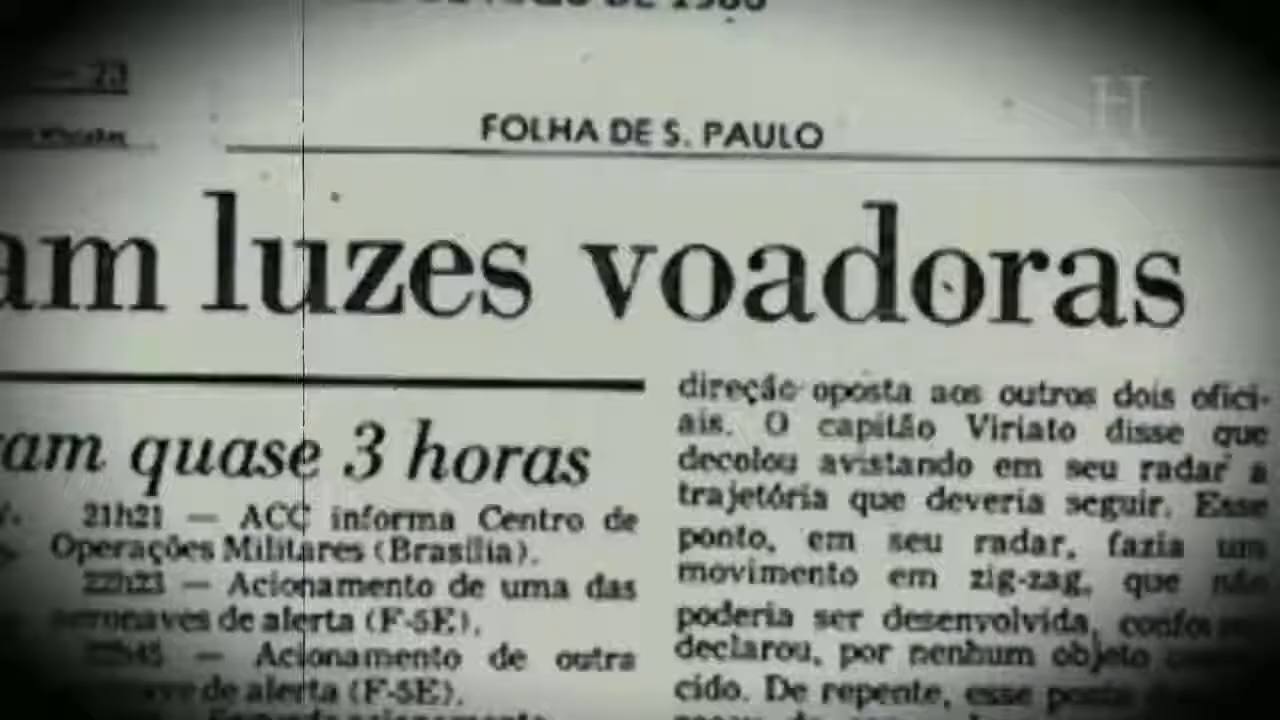 DE 1986
23
FOLHA DE S. PAULO
H
am luzes voadoras
am quase 3 horas
21h21 — ACC informa Centro de
Operações Militares (Brasília).
22h23 — Acionamento de uma das
aeronaves de alerta (F-5E).
22h45 — Acionamento de outra
de alerta (F-5E).
direção oposta aos outros dois ofici-
ais. O capitão Viriato disse que
decolou avistando em seu radar a
trajetória que deveria seguir. Esse
ponto, em seu radar, fazia um
movimento em zig-zag, que não
poderia ser desenvolvida,
declarou, por nenhum objeto
cido. De repente, esse